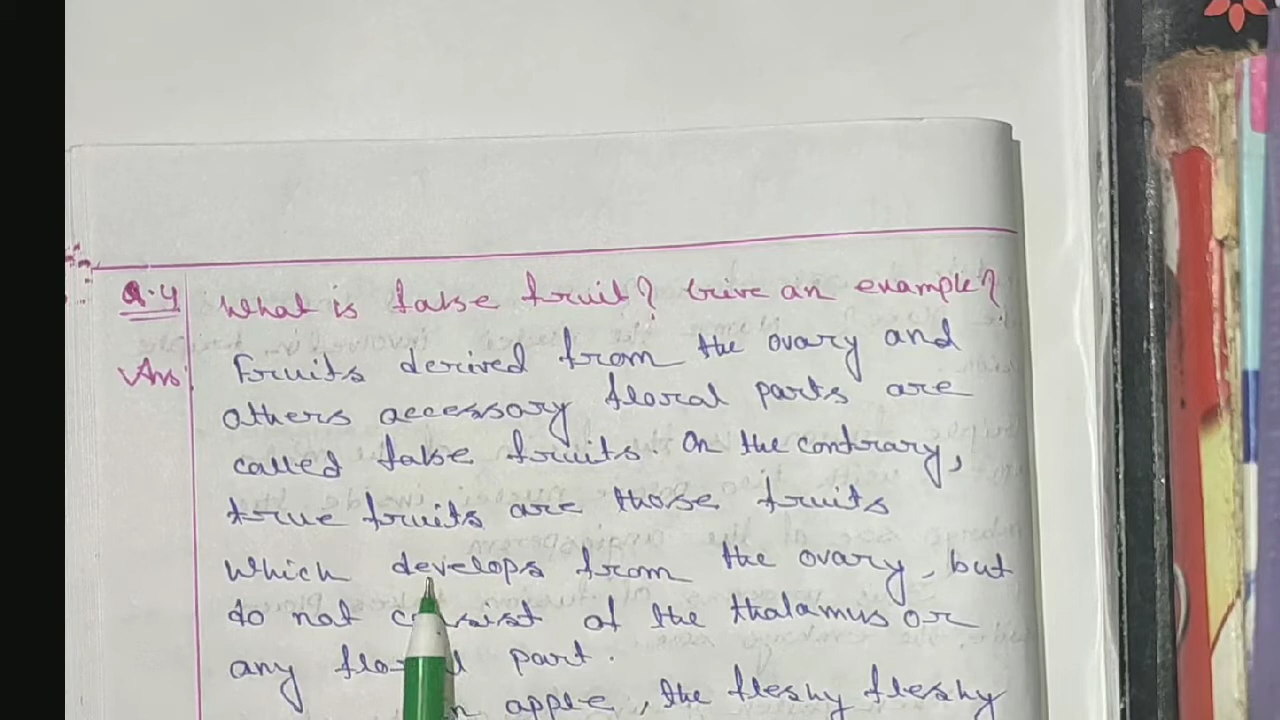 Q.4 What is false fruit? Give an example?
Ans: Fruits derived from the ovary and
others accessory floral parts are
called false fruits. On the contrary,
true fruits are those fruits
which develops from the ovary, but
do not consist of the thalamus or
any floral part.
apple, the fleshy fleshy